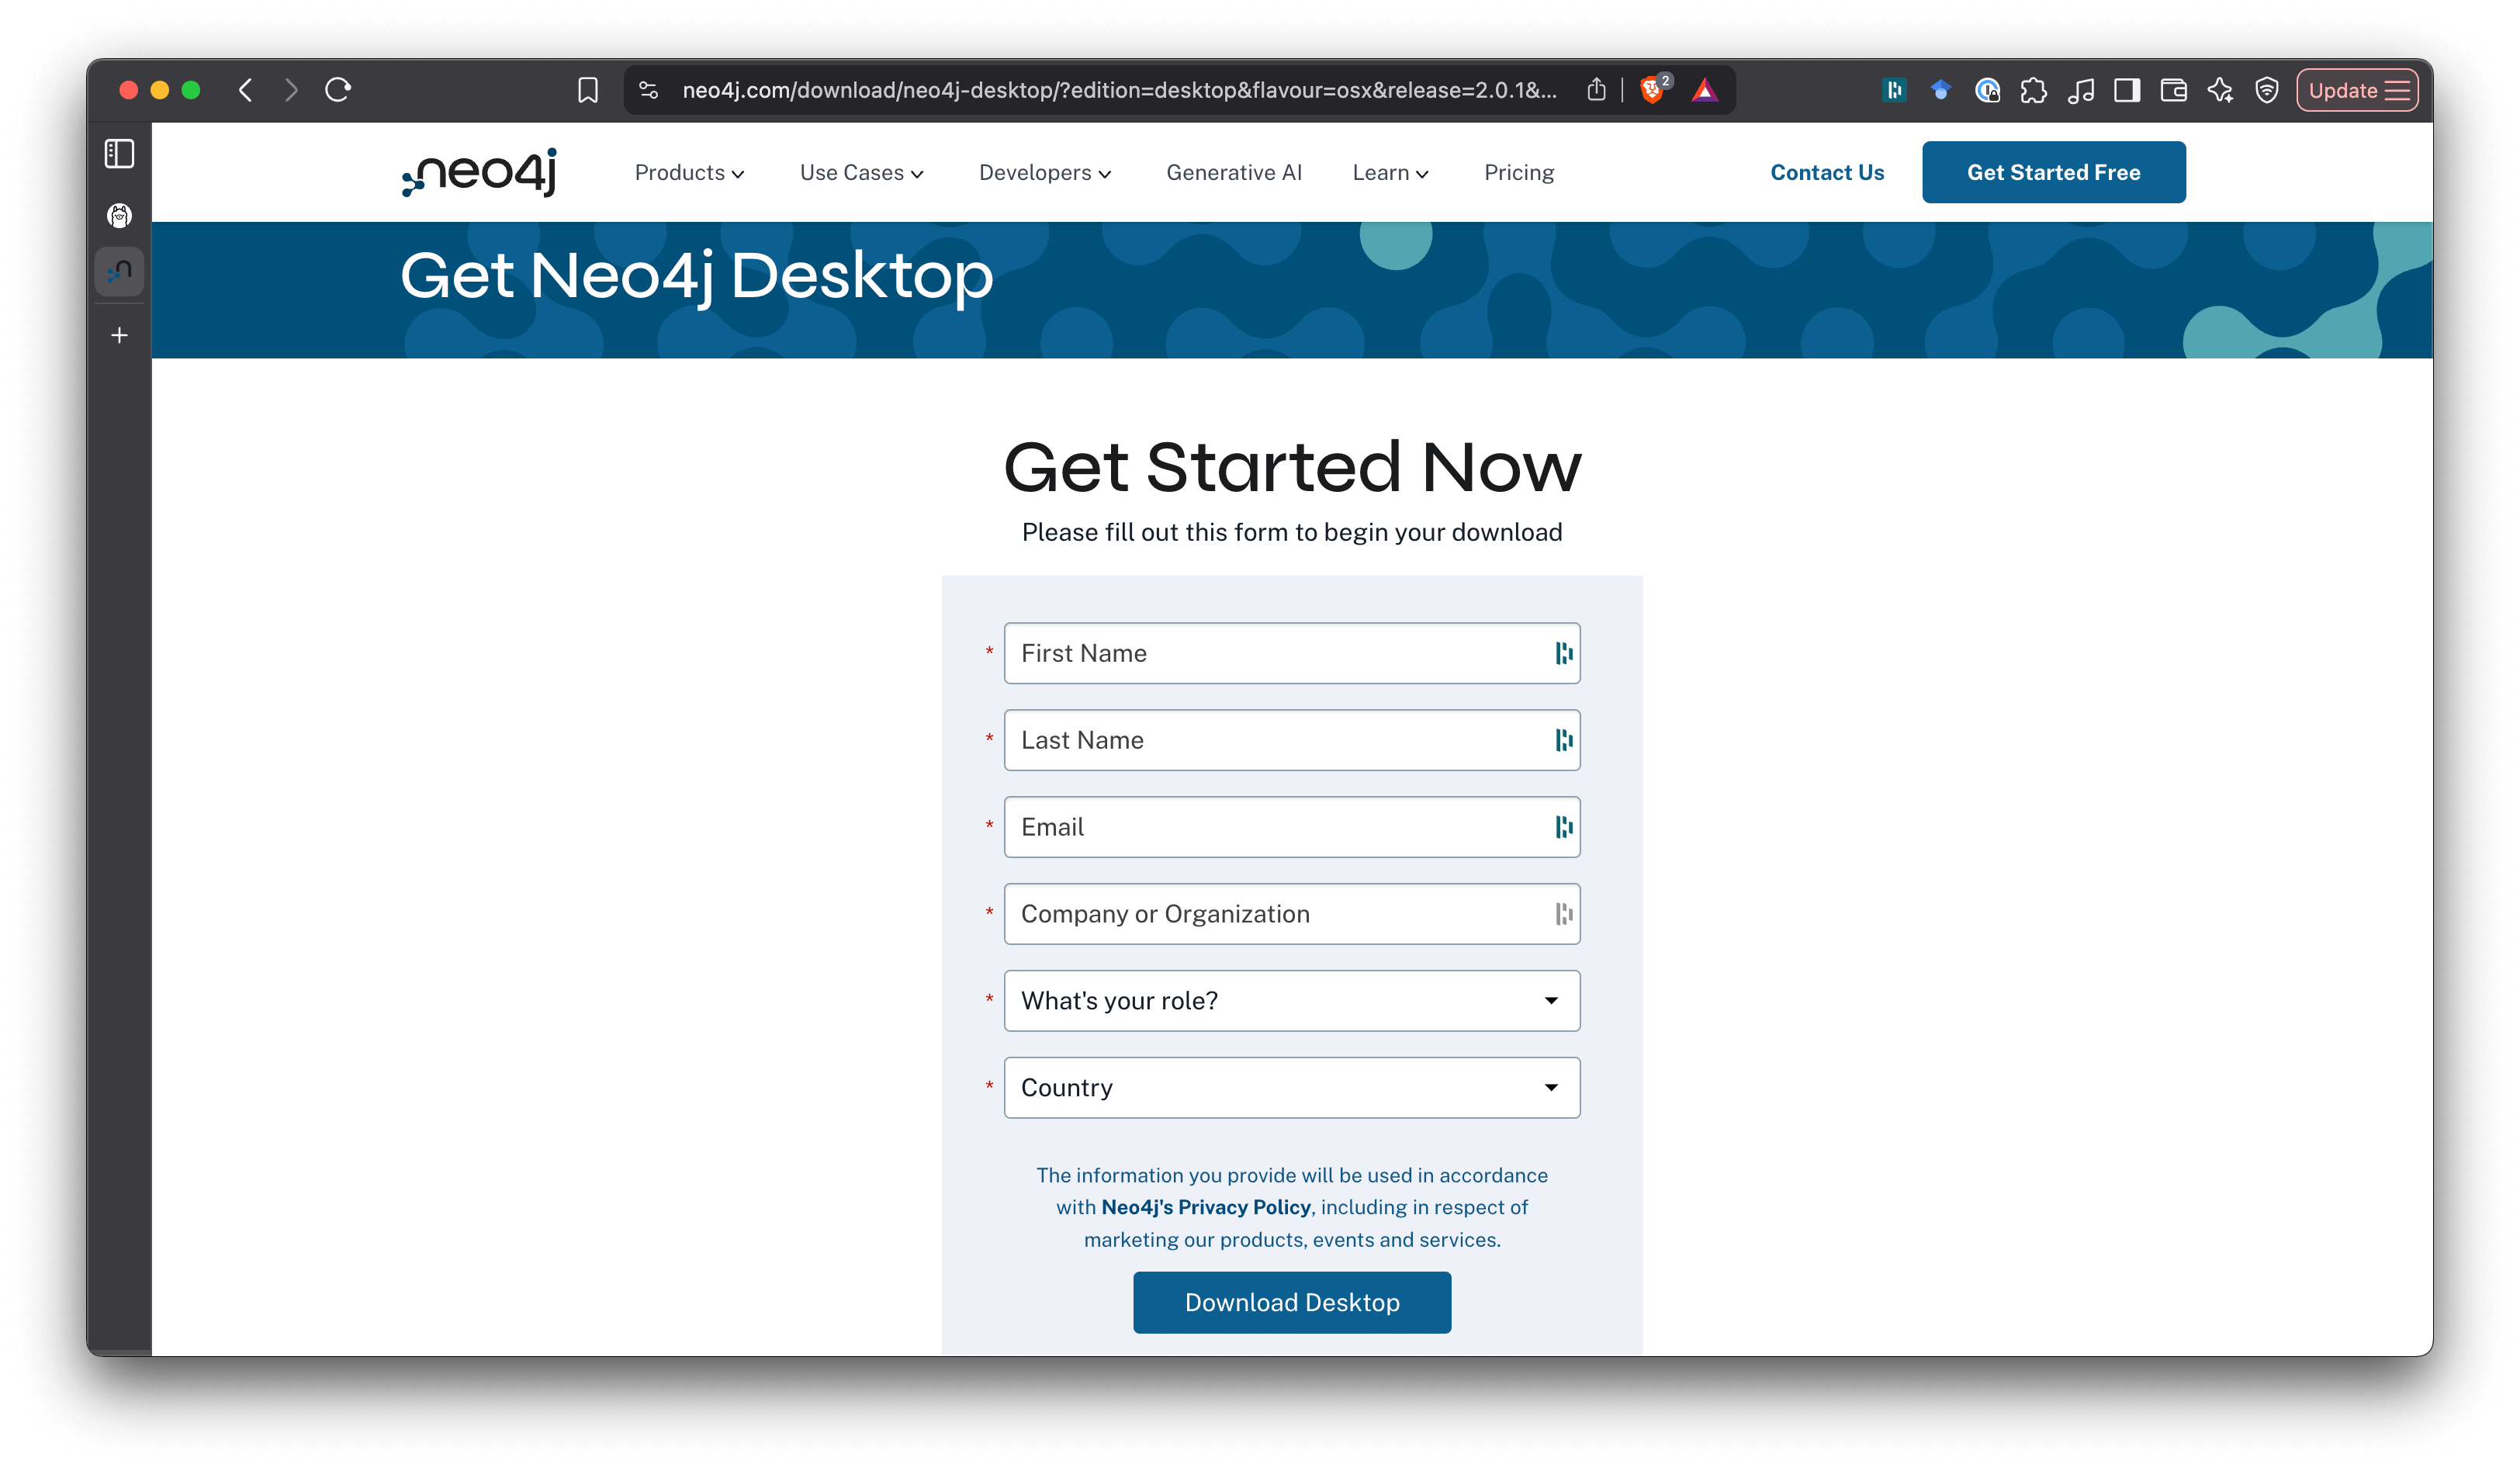 neo4j.com/download/neo4j-desktop/?edition=desktop&flavour=osx&release=2.0.1&...
2
Update
neo4j
Products
Use Cases
Developers
Generative AI
Learn
Pricing
Contact Us
Get Started Free
Get Neo4j Desktop
Get Started Now
Please fill out this form to begin your download
* First Name
* Last Name
* Email
* Company or Organization
* What's your role?
* Country
The information you provide will be used in accordance
with Neo4j's Privacy Policy, including in respect of
marketing our products, events and services.
Download Desktop